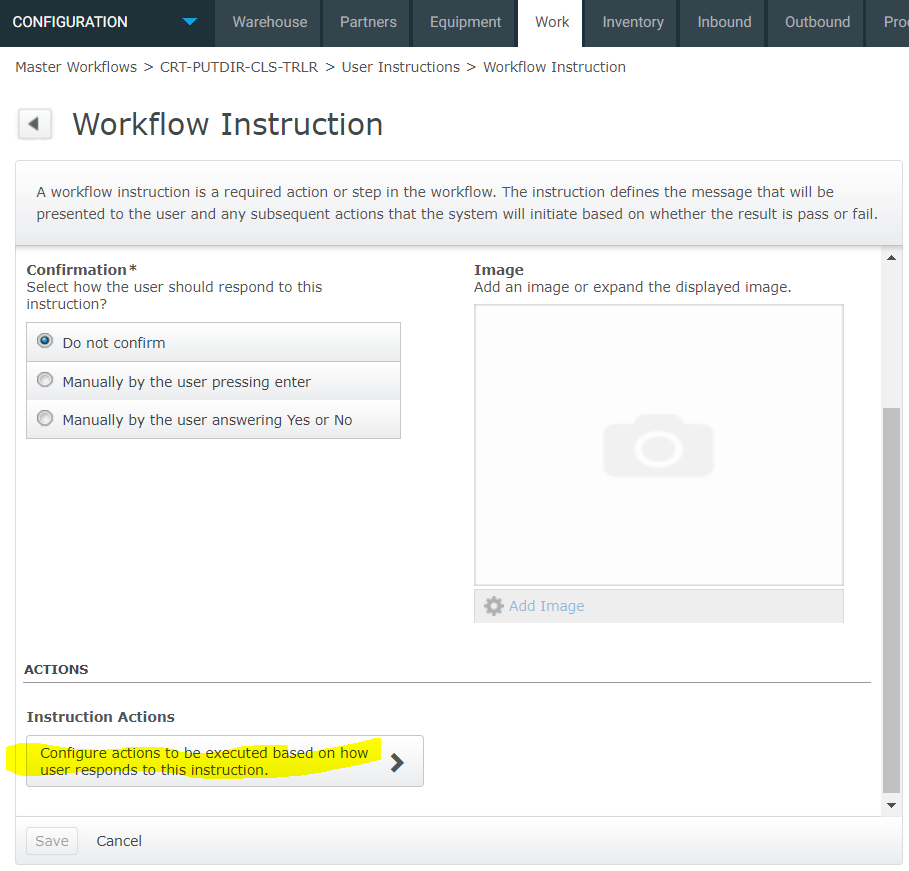 CONFIGURATION Warehouse Partners Equipment Work Inventory Inbound Outbound
Master Workflows > CRT-PUTDIR-CLS-TRLR > User Instructions > Workflow Instruction
Workflow Instruction
A workflow instruction is a required action or step in the workflow. The instruction defines the message that will be
presented to the user and any subsequent actions that the system will initiate based on whether the result is pass or fail.
Confirmation*
Select how the user should respond to this
instruction?
Do not confirm
Manually by the user pressing enter
Manually by the user answering Yes or No
Image
Add an image or expand the displayed image.
Add Image
ACTIONS
Instruction Actions
Configure actions to be executed based on how
user responds to this instruction.
Save Cancel